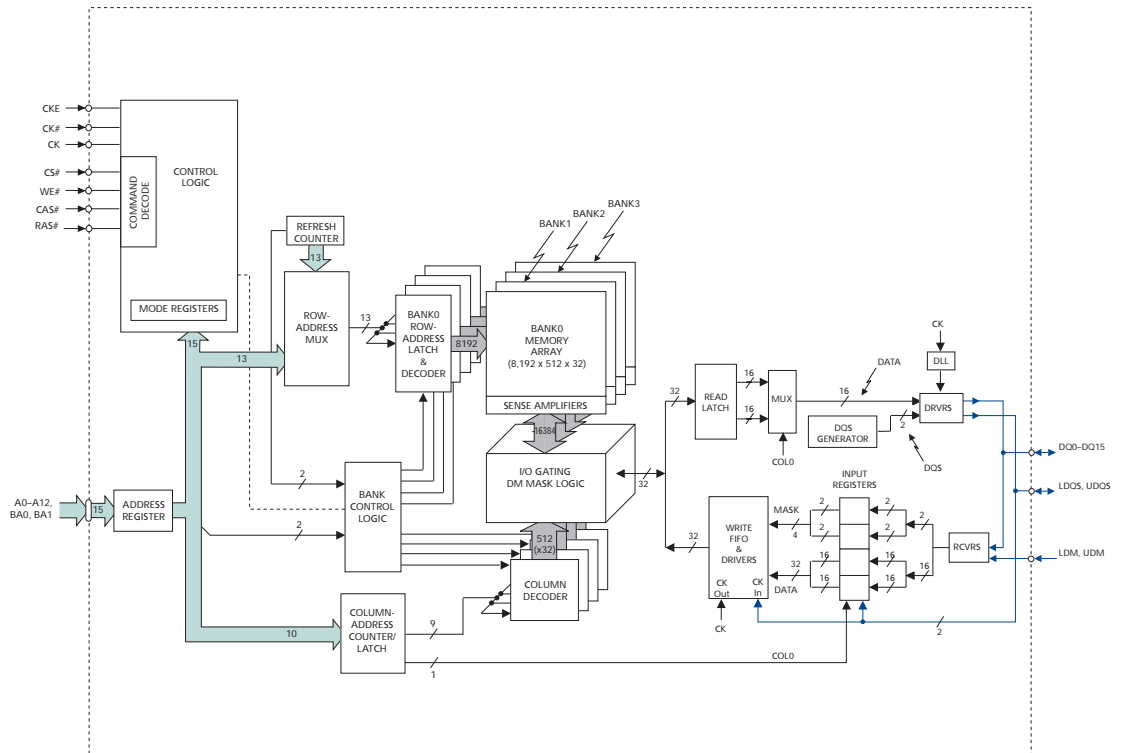 CKE
CK#
CK
CS#
WE#
CAS#
RAS#
COMMAND
DECODE
CONTROL
LOGIC
MODE REGISTERS
15
REFRESH
COUNTER
13
ROW-
ADDRESS
MUX
13
13
BANK0
ROW-
ADDRESS
LATCH
&
DECODER
8192
BANK1
BANK2
BANK3
BANK0
MEMORY
ARRAY
(8,192 x 512 x 32)
SENSE AMPLIFIERS
16384
I/O GATING
DM MASK LOGIC
32
512
(x32)
COLUMN
DECODER
A0–A12,
BA0, BA1
15
ADDRESS
REGISTER
2
2
BANK
CONTROL
LOGIC
10
COLUMN-
ADDRESS
COUNTER/
LATCH
9
1
COL0
32
READ
LATCH
16
16
MUX
COL0
16
DATA
DQS
GENERATOR
2
DQS
CK
DLL
DRVRS
DQ0–DQ15
LDQS, UDQS
LDM, UDM
32
WRITE
FIFO
&
DRIVERS
CK
Out
CK
In
CK
MASK
4
32
DATA
INPUT
REGISTERS
2
2
16
16
2
2
16
16
2
16
RCVRS
2